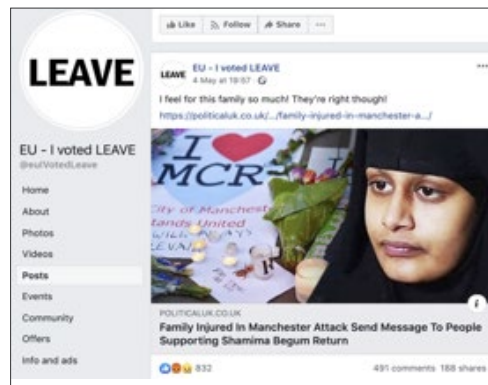 LEAVE
EU - I voted LEAVE
@euIVotedLeave
Home
About
Photos
Videos
Posts
Events
Community
Offers
Info and ads
Like
Follow
Share
LEAVE
EU - I voted LEAVE
4 May at 19:57
I feel for this family so much! They're right though!
https://politicaluk.co.uk/.../family-injured-in-manchester-a.../
I
MCR
City of Manchest
tands United
POLITICALUK.CO.UK
Family Injured In Manchester Attack Send Message To People
Supporting Shamima Begum Return
832
491 comments 188 shares